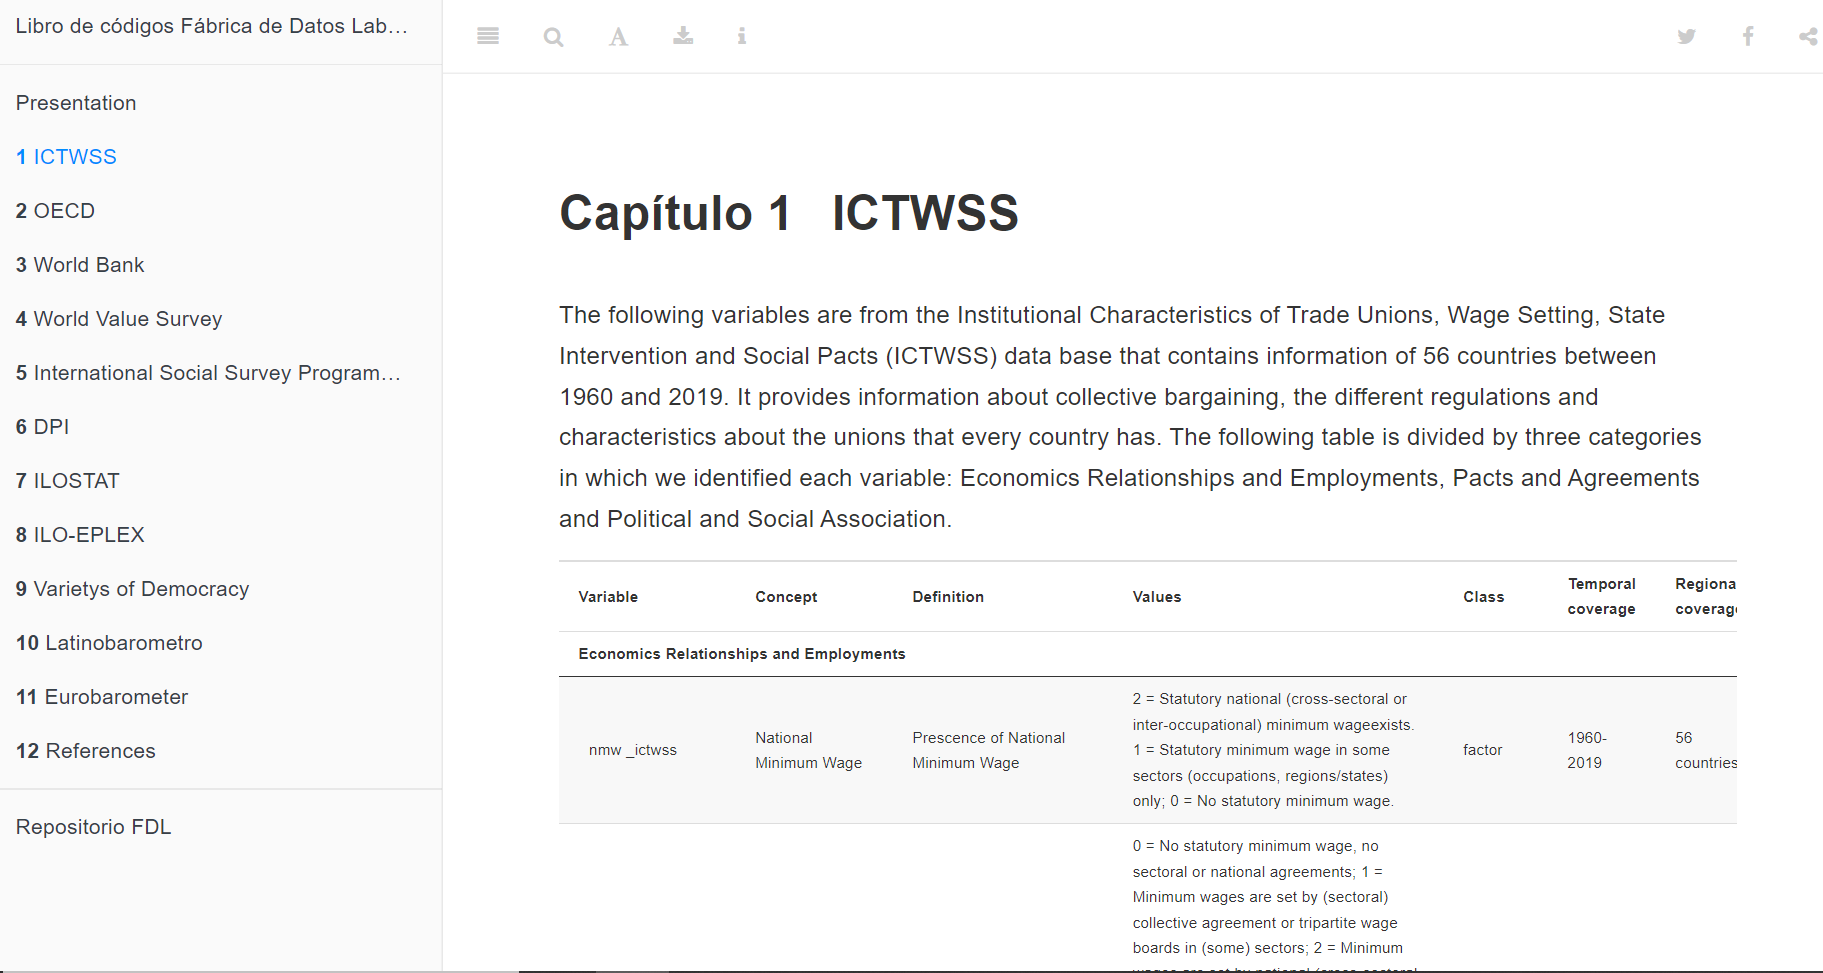 Libro de códigos Fábrica de Datos Lab…
Presentation
1 ICTWSS
2 OECD
3 World Bank
4 World Value Survey
5 International Social Survey Program…
6 DPI
7 ILOSTAT
8 ILO-EPLEX
9 Varietys of Democracy
10 Latinobarometro
11 Eurobarometer
12 References
Repositorio FDL
Capítulo 1 ICTWSS
The following variables are from the Institutional Characteristics of Trade Unions, Wage Setting, State
Intervention and Social Pacts (ICTWSS) data base that contains information of 56 countries between
1960 and 2019. It provides information about collective bargaining, the different regulations and
characteristics about the unions that every country has. The following table is divided by three categories
in which we identified each variable: Economics Relationships and Employments, Pacts and Agreements
and Political and Social Association.
Variable Concept Definition Values Class Temporal coverage Regiona coverag
Economics Relationships and Employments
nmw _ictwss
National
Minimum Wage
Prescence of National
Minimum Wage
2 = Statutory national (cross-sectoral or
inter-occupational) minimum wageexists.
1 = Statutory minimum wage in some
sectors (occupations, regions/states)
only; 0 = No statutory minimum wage.
factor
1960-
2019
56
countries
0 = No statutory minimum wage, no
sectoral or national agreements; 1 =
Minimum wages are set by (sectoral)
collective agreement or tripartite wage
boards in (some) sectors; 2 = Minimum